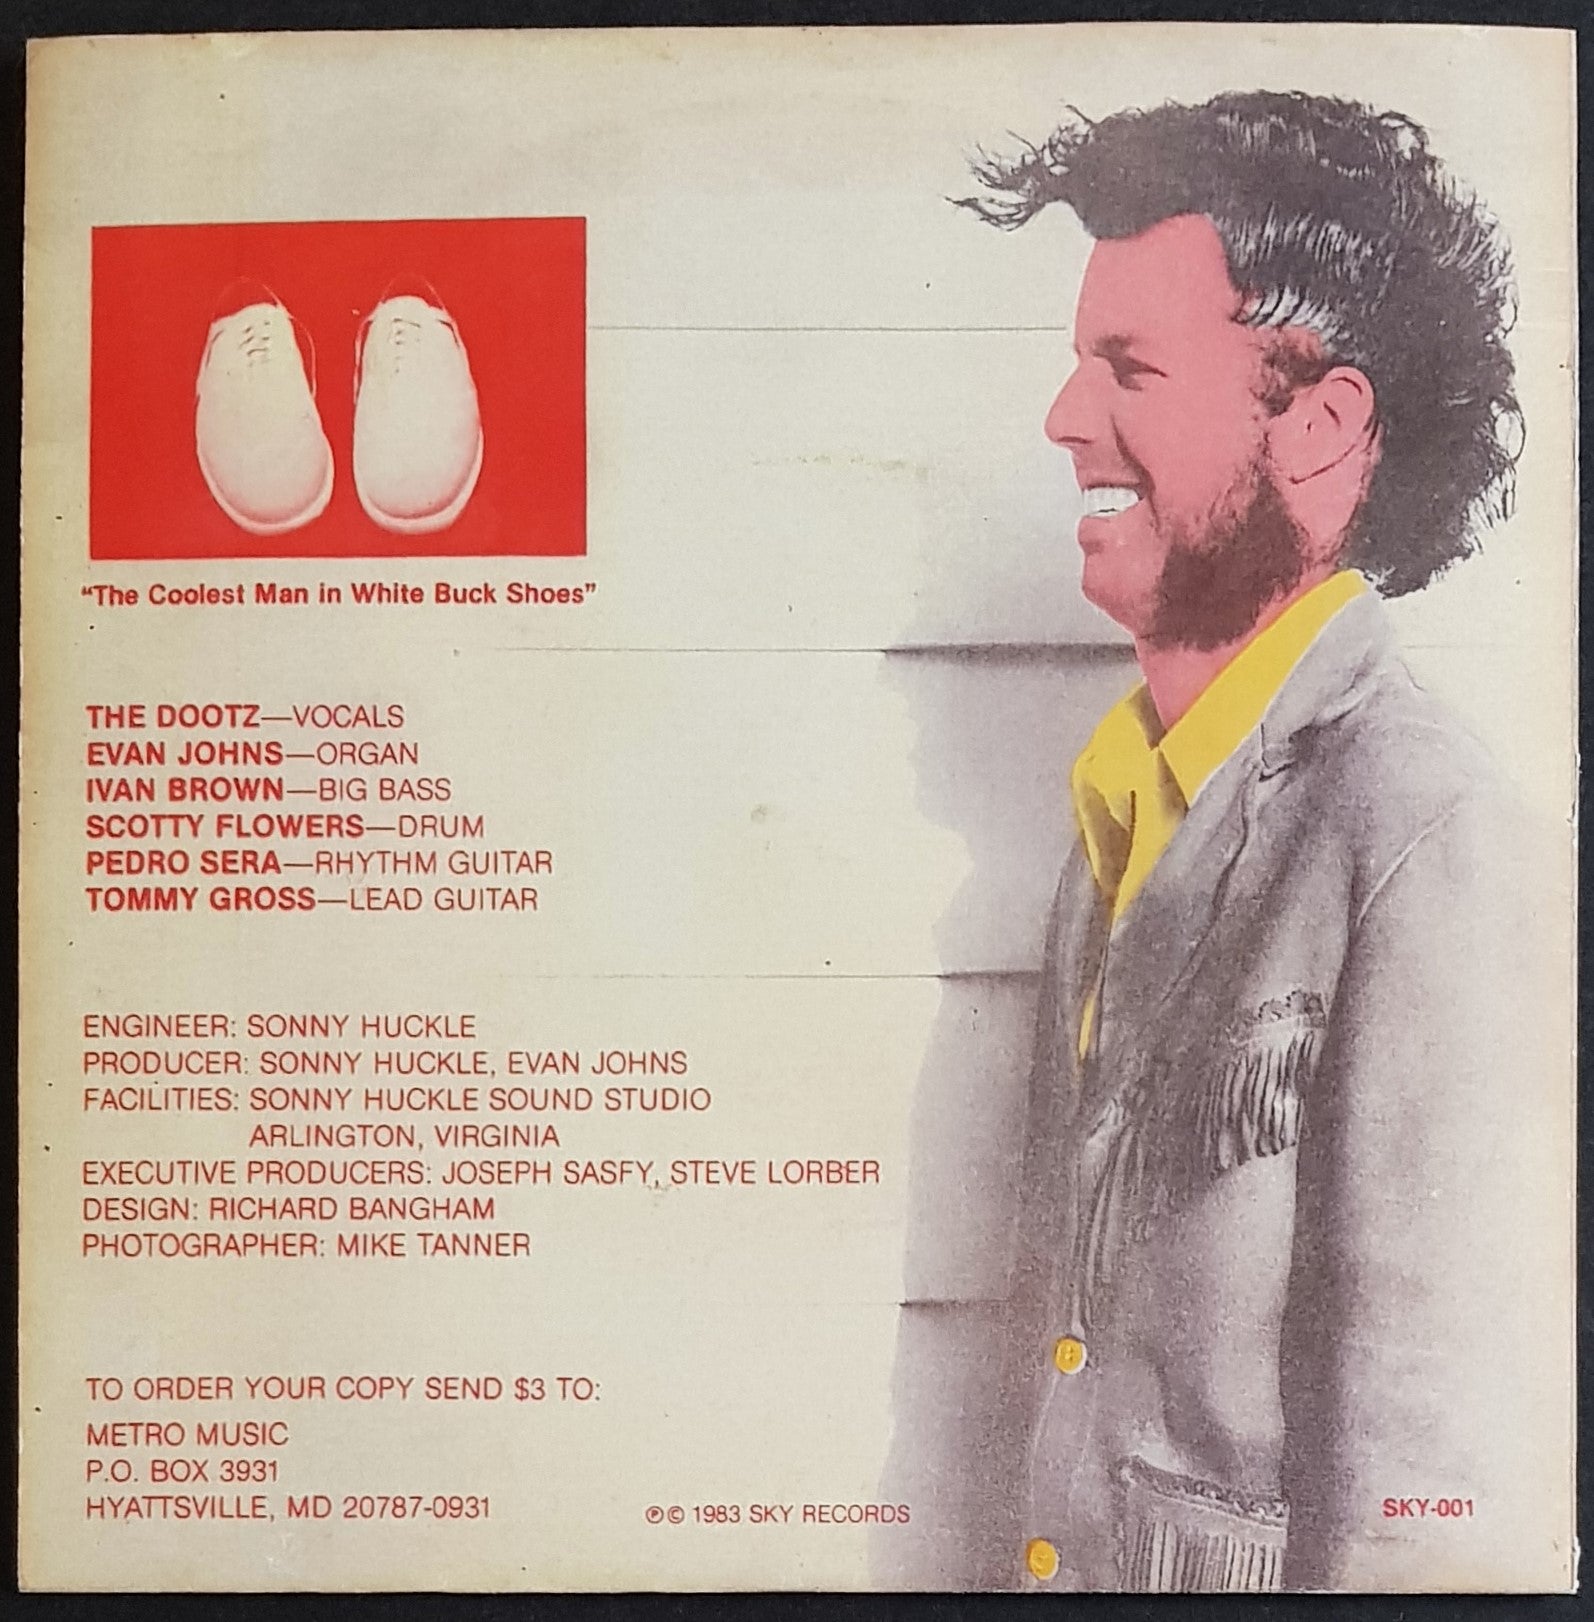 “The Coolest Man in White Buck Shoes”
THE DOOTZ—VOCALS
EVAN JOHNS—ORGAN
IVAN BROWN—BIG BASS
SCOTTY FLOWERS—DRUM
PEDRO SERA—RHYTHM GUITAR
TOMMY GROSS—LEAD GUITAR
ENGINEER: SONNY HUCKLE
PRODUCER: SONNY HUCKLE, EVAN JOHNS
FACILITIES: SONNY HUCKLE SOUND STUDIO
ARLINGTON, VIRGINIA
EXECUTIVE PRODUCERS: JOSEPH SASFY, STEVE LORBER
DESIGN: RICHARD BANGHAM
PHOTOGRAPHER: MIKE TANNER
TO ORDER YOUR COPY SEND $3 TO:
METRO MUSIC
P.O. BOX 3931
HYATTSVILLE, MD 20787-0931
℗© 1983 SKY RECORDS
SKY-001